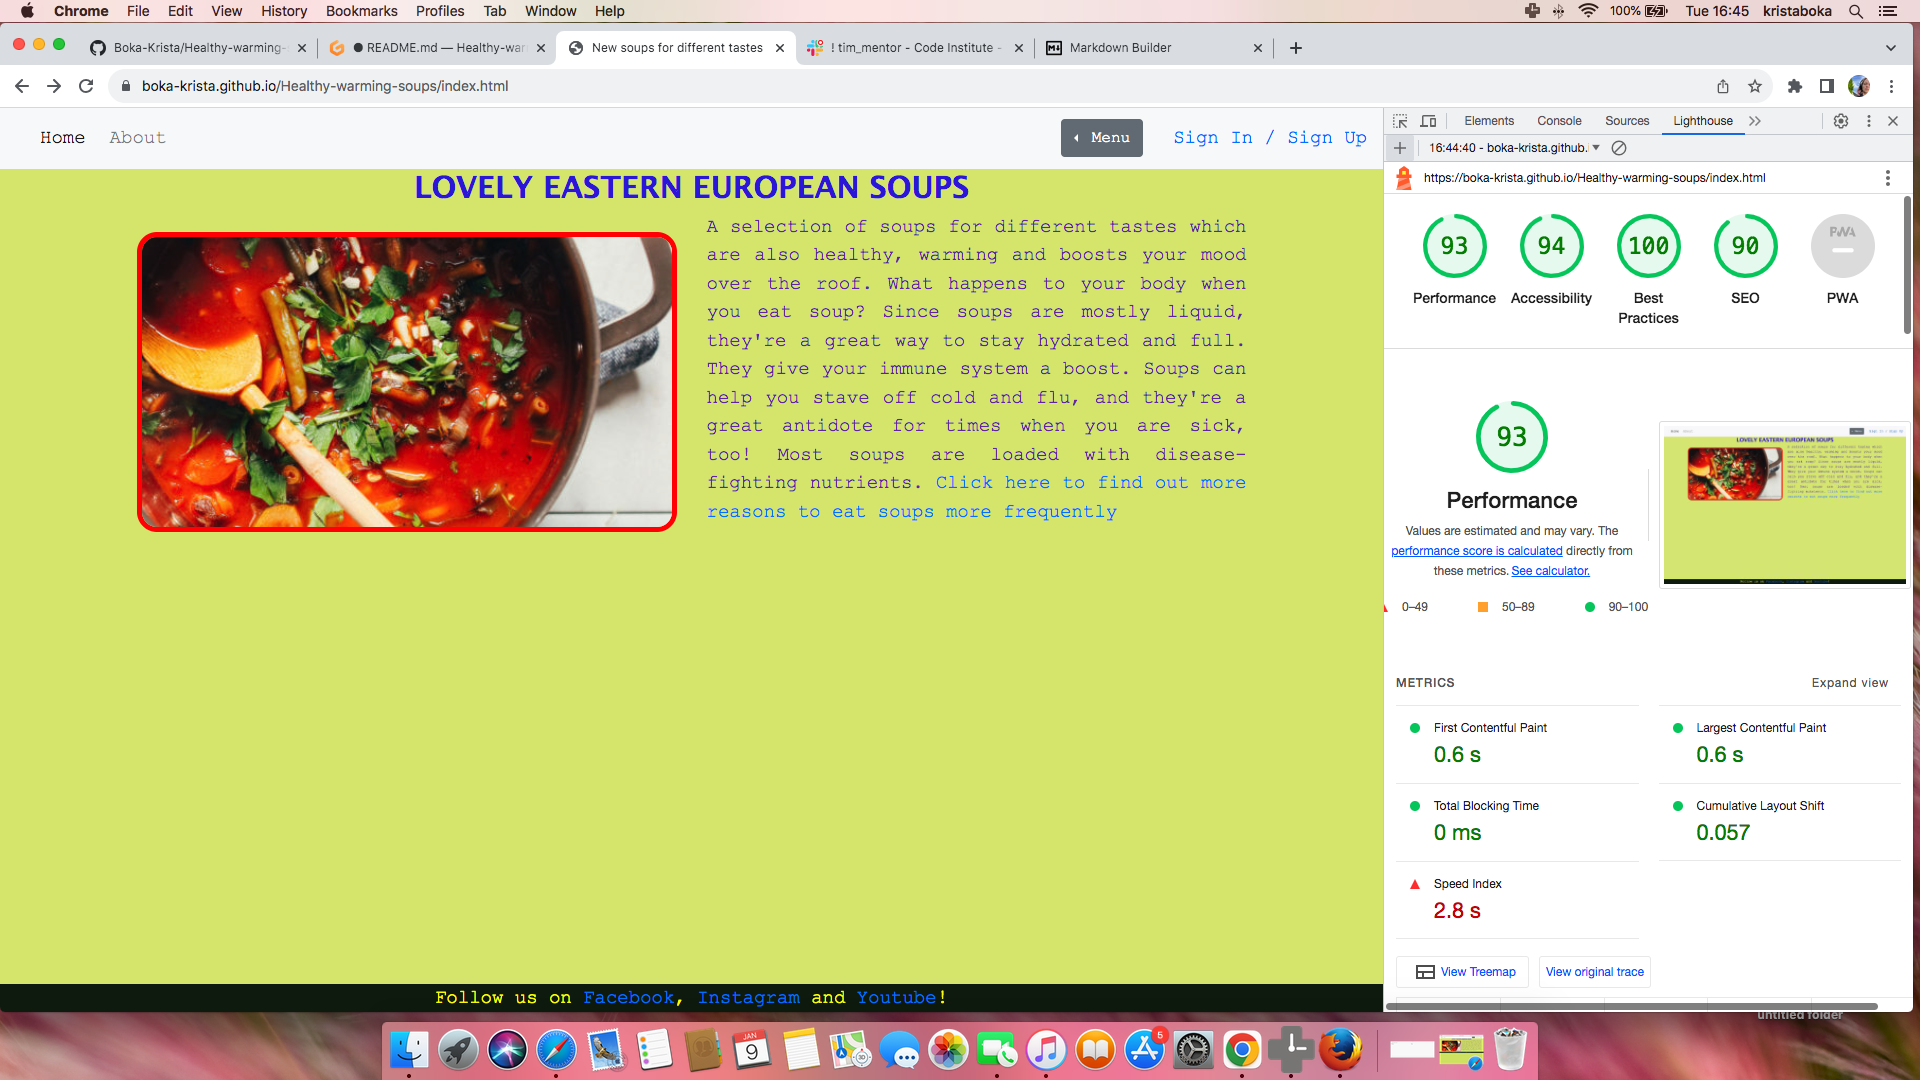 Chrome File Edit View History Bookmarks Profiles Tab Window Help 100% Tue 16:45 kristaboka
Boka-Krista/Healthy-warming- ● README.md — Healthy-war New soups for different tastes ! tim_mentor - Code Institute - Markdown Builder
boka-krista.github.io/Healthy-warming-soups/index.html
Home About Menu Sign In / Sign Up
LOVELY EASTERN EUROPEAN SOUPS
A selection of soups for different tastes which
are also healthy, warming and boosts your mood
over the roof. What happens to your body when
you eat soup? Since soups are mostly liquid,
they're a great way to stay hydrated and full.
They give your immune system a boost. Soups can
help you stave off cold and flu, and they're a
great antidote for times when you are sick,
too! Most soups are loaded with disease-
fighting nutrients. Click here to find out more
reasons to eat soups more frequently
Follow us on Facebook, Instagram and Youtube!
Elements Console Sources Lighthouse
16:44:40 - boka-krista.github.
https://boka-krista.github.io/Healthy-warming-soups/index.html
93 94 100 90 PWA
Performance Accessibility Best Practices SEO PWA
93
Performance
Values are estimated and may vary. The
performance score is calculated directly from
these metrics. See calculator.
0–49 50–89 90–100
LOVELY EASTERN EUROPEAN SOUPS
METRICS Expand view
First Contentful Paint
0.6 s
Largest Contentful Paint
0.6 s
Total Blocking Time
0 ms
Cumulative Layout Shift
0.057
Speed Index
2.8 s
View Treemap View original trace
untitled folder
JAN
9
3D
5